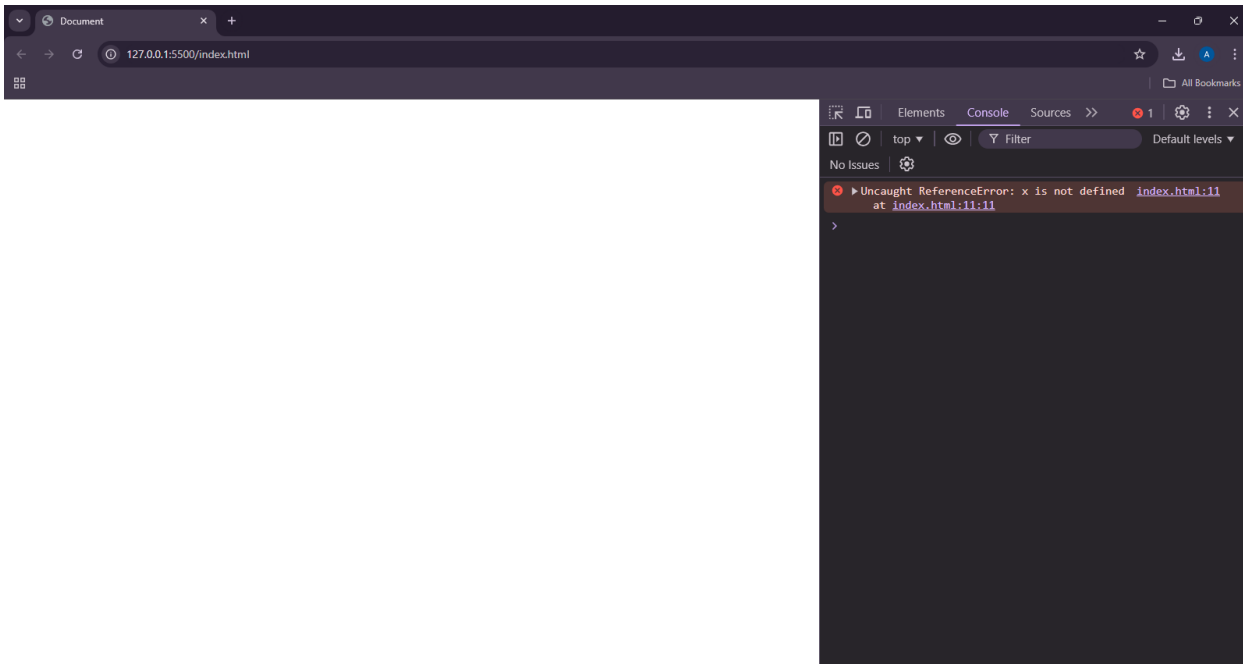 Document
127.0.0.1:5500/index.html
A
All Bookmarks
Elements Console Sources 1
top Filter Default levels
No Issues
Uncaught ReferenceError: x is not defined index.html:11
at index.html:11:11